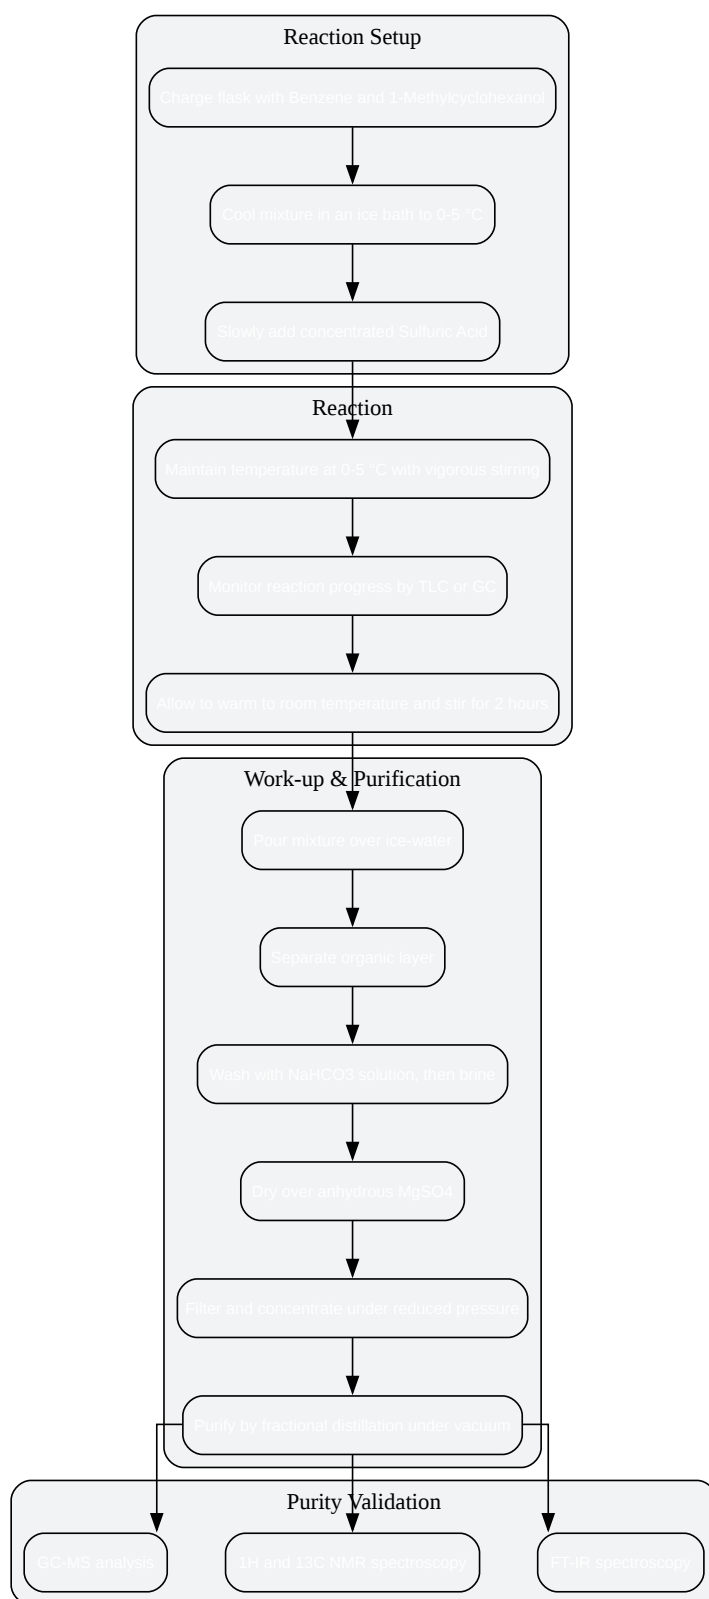 Reaction Setup
Charge flask with Benzene and 1-Methylcyclohexanol
Cool mixture in an ice bath to 0-5 °C
Slowly add concentrated Sulfuric Acid
Reaction
Maintain temperature at 0-5 °C with vigorous stirring
Monitor reaction progress by TLC or GC
Allow to warm to room temperature and stir for 2 hours
Work-up & Purification
Pour mixture over ice-water
Separate organic layer
Wash with NaHCO3 solution, then brine
Dry over anhydrous MgSO4
Filter and concentrate under reduced pressure
Purify by fractional distillation under vacuum
Purity Validation
GC-MS analysis
1H and 13C NMR spectroscopy
FT-IR spectroscopy